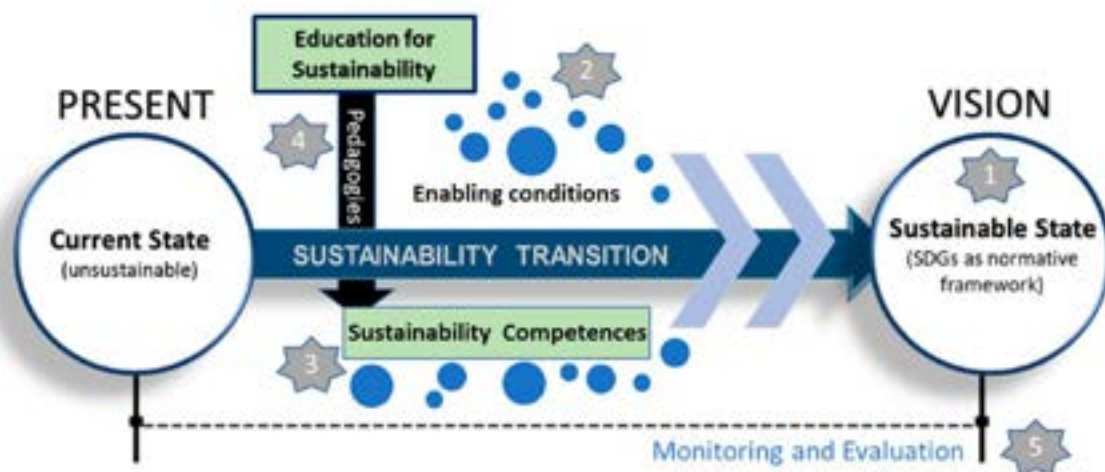 Education for
Sustainability
2
PRESENT
VISION
4
Pedagogies
1
Enabling conditions
Current State
(unsustainable)
SUSTAINABILITY TRANSITION
Sustainable State
(SDGs as normative
framework)
Sustainability Competences
3
Monitoring and Evaluation
5